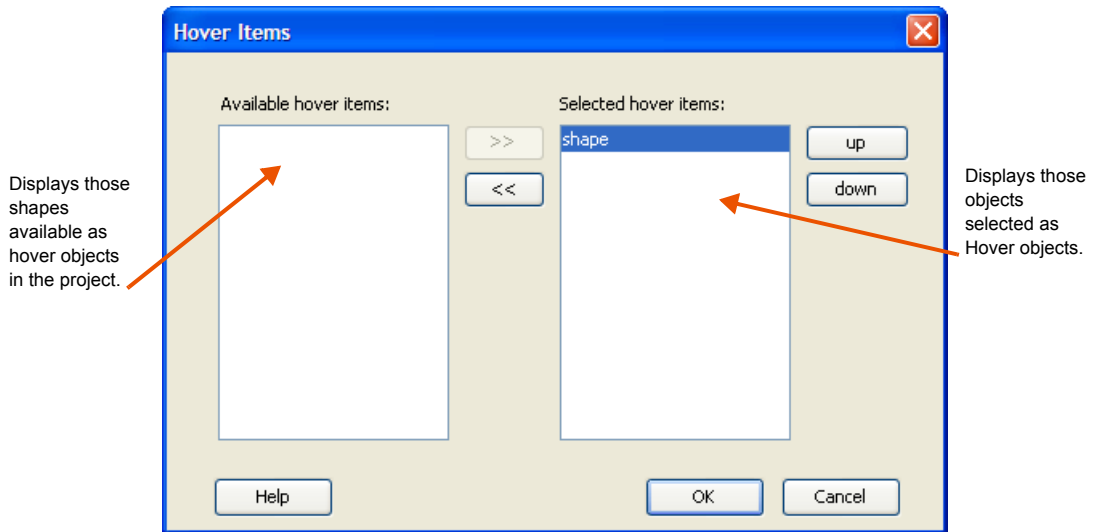 Hover Items
Available hover items:
Selected hover items:
>>
<<
shape
up
down
Displays those
shapes
available as
hover objects
in the project.
Displays those
objects
selected as
Hover objects.
Help
OK
Cancel